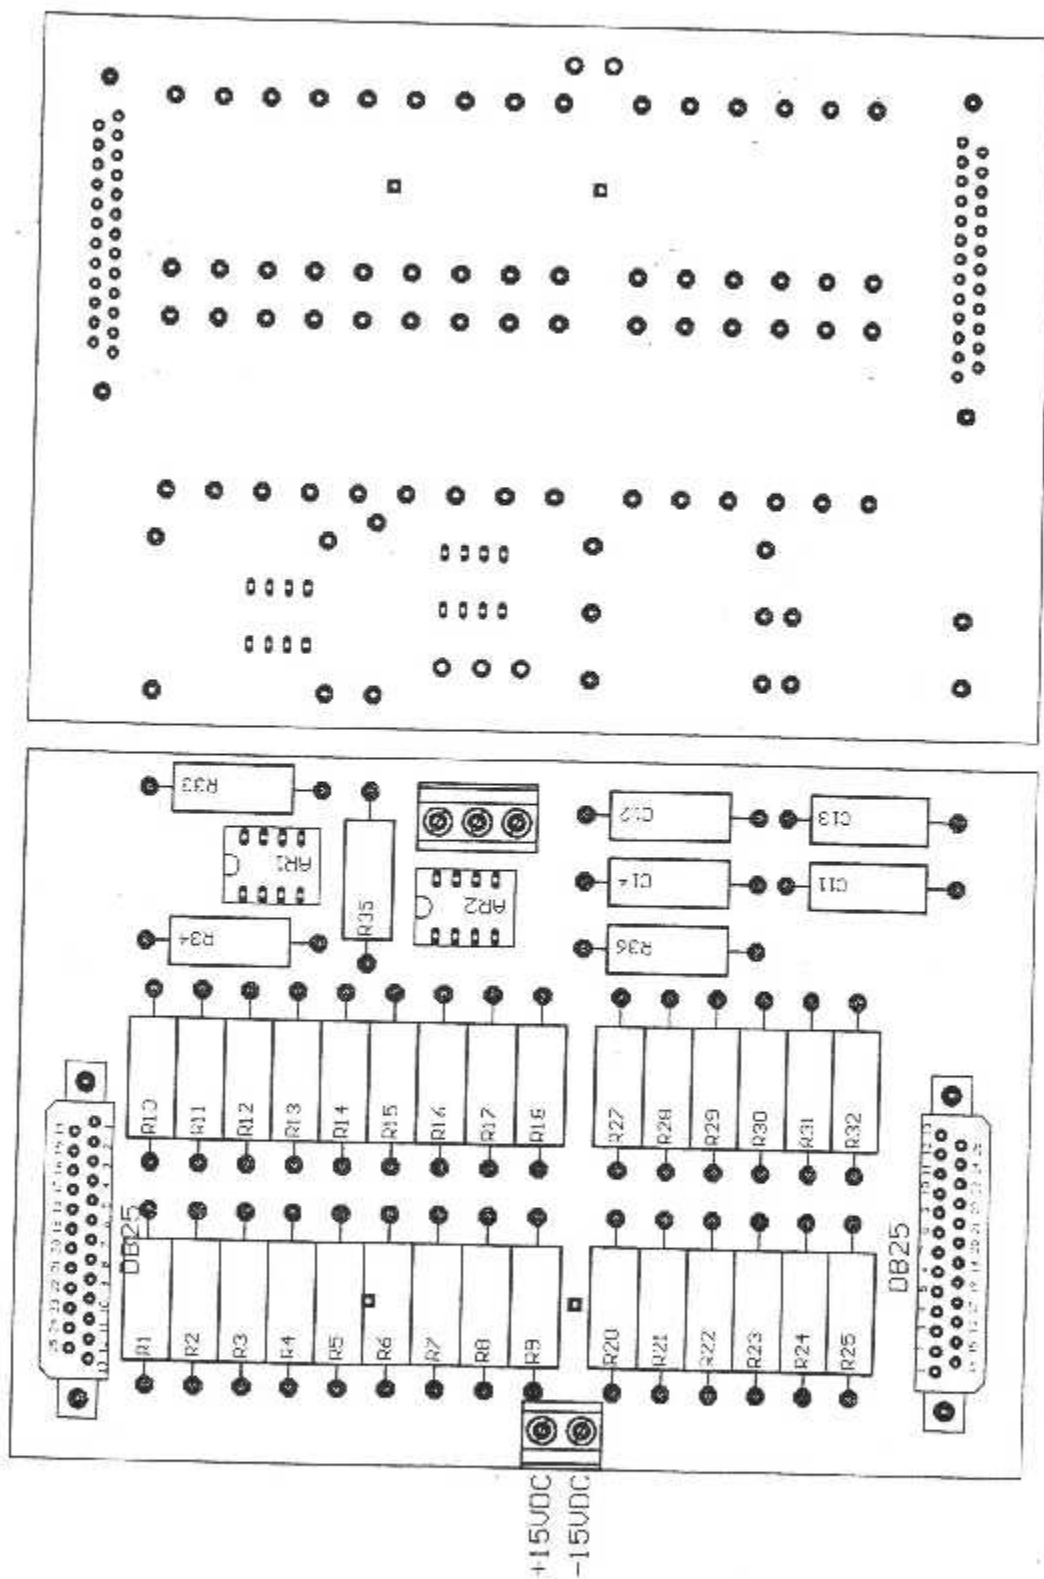 R33
C12
C13
AR1
C14
C11
R35
AR2
R34
R36
R10 R11 R12 R13 R14 R15 R16 R17 R18
R27 R28 R29 R30 R31 R32
DB25
DB25
R1 R2 R3 R4 R5 R6 R7 R8 R9
R20 R21 R22 R23 R24 R25
+15VDC
-15VDC